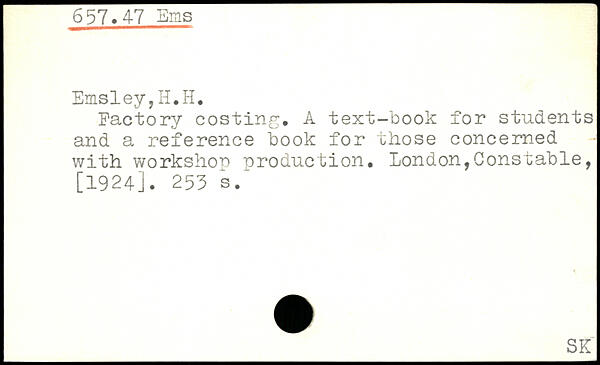 657.47 Ems
Emsley,H.H.
Factory costing. A text-book for students
and a reference book for those concerned
with workshop production. London,Constable,
[1924]. 253 s.
SK